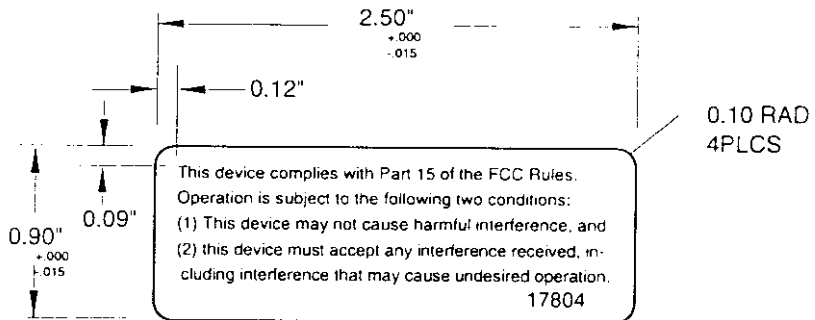 2.50"
+.000
-.015
0.12"
0.10 RAD
4PLCS
0.09"
0.90"
+.000
-.015
This device complies with Part 15 of the FCC Rules.
Operation is subject to the following two conditions:
(1) This device may not cause harmful interference, and
(2) this device must accept any interference received, in-
cluding interference that may cause undesired operation.
17804